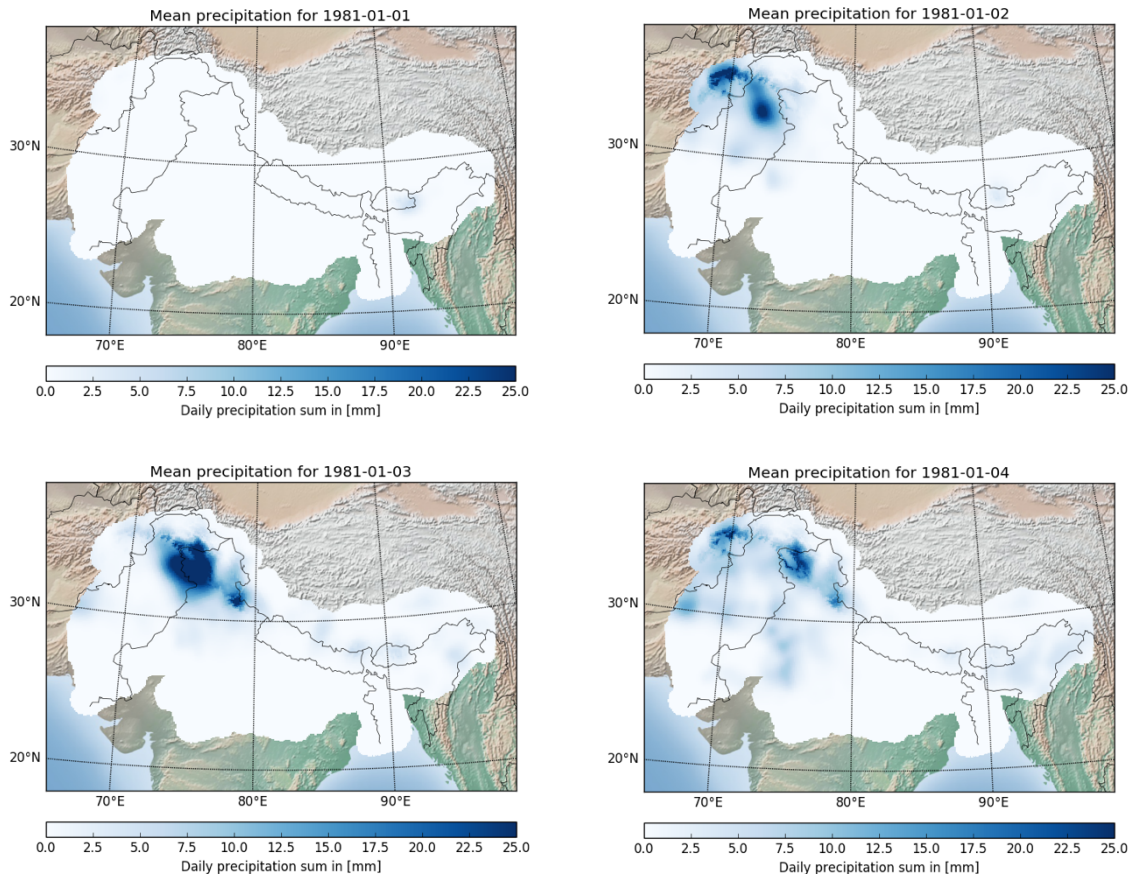 Mean precipitation for 1981-01-01
30°N
20°N
70°E 80°E 90°E
0.0 2.5 5.0 7.5 10.0 12.5 15.0 17.5 20.0 22.5 25.0
Daily precipitation sum in [mm]
Mean precipitation for 1981-01-02
30°N
20°N
70°E 80°E 90°E
0.0 2.5 5.0 7.5 10.0 12.5 15.0 17.5 20.0 22.5 25.0
Daily precipitation sum in [mm]
Mean precipitation for 1981-01-03
30°N
20°N
70°E 80°E 90°E
0.0 2.5 5.0 7.5 10.0 12.5 15.0 17.5 20.0 22.5 25.0
Daily precipitation sum in [mm]
Mean precipitation for 1981-01-04
30°N
20°N
70°E 80°E 90°E
0.0 2.5 5.0 7.5 10.0 12.5 15.0 17.5 20.0 22.5 25.0
Daily precipitation sum in [mm]